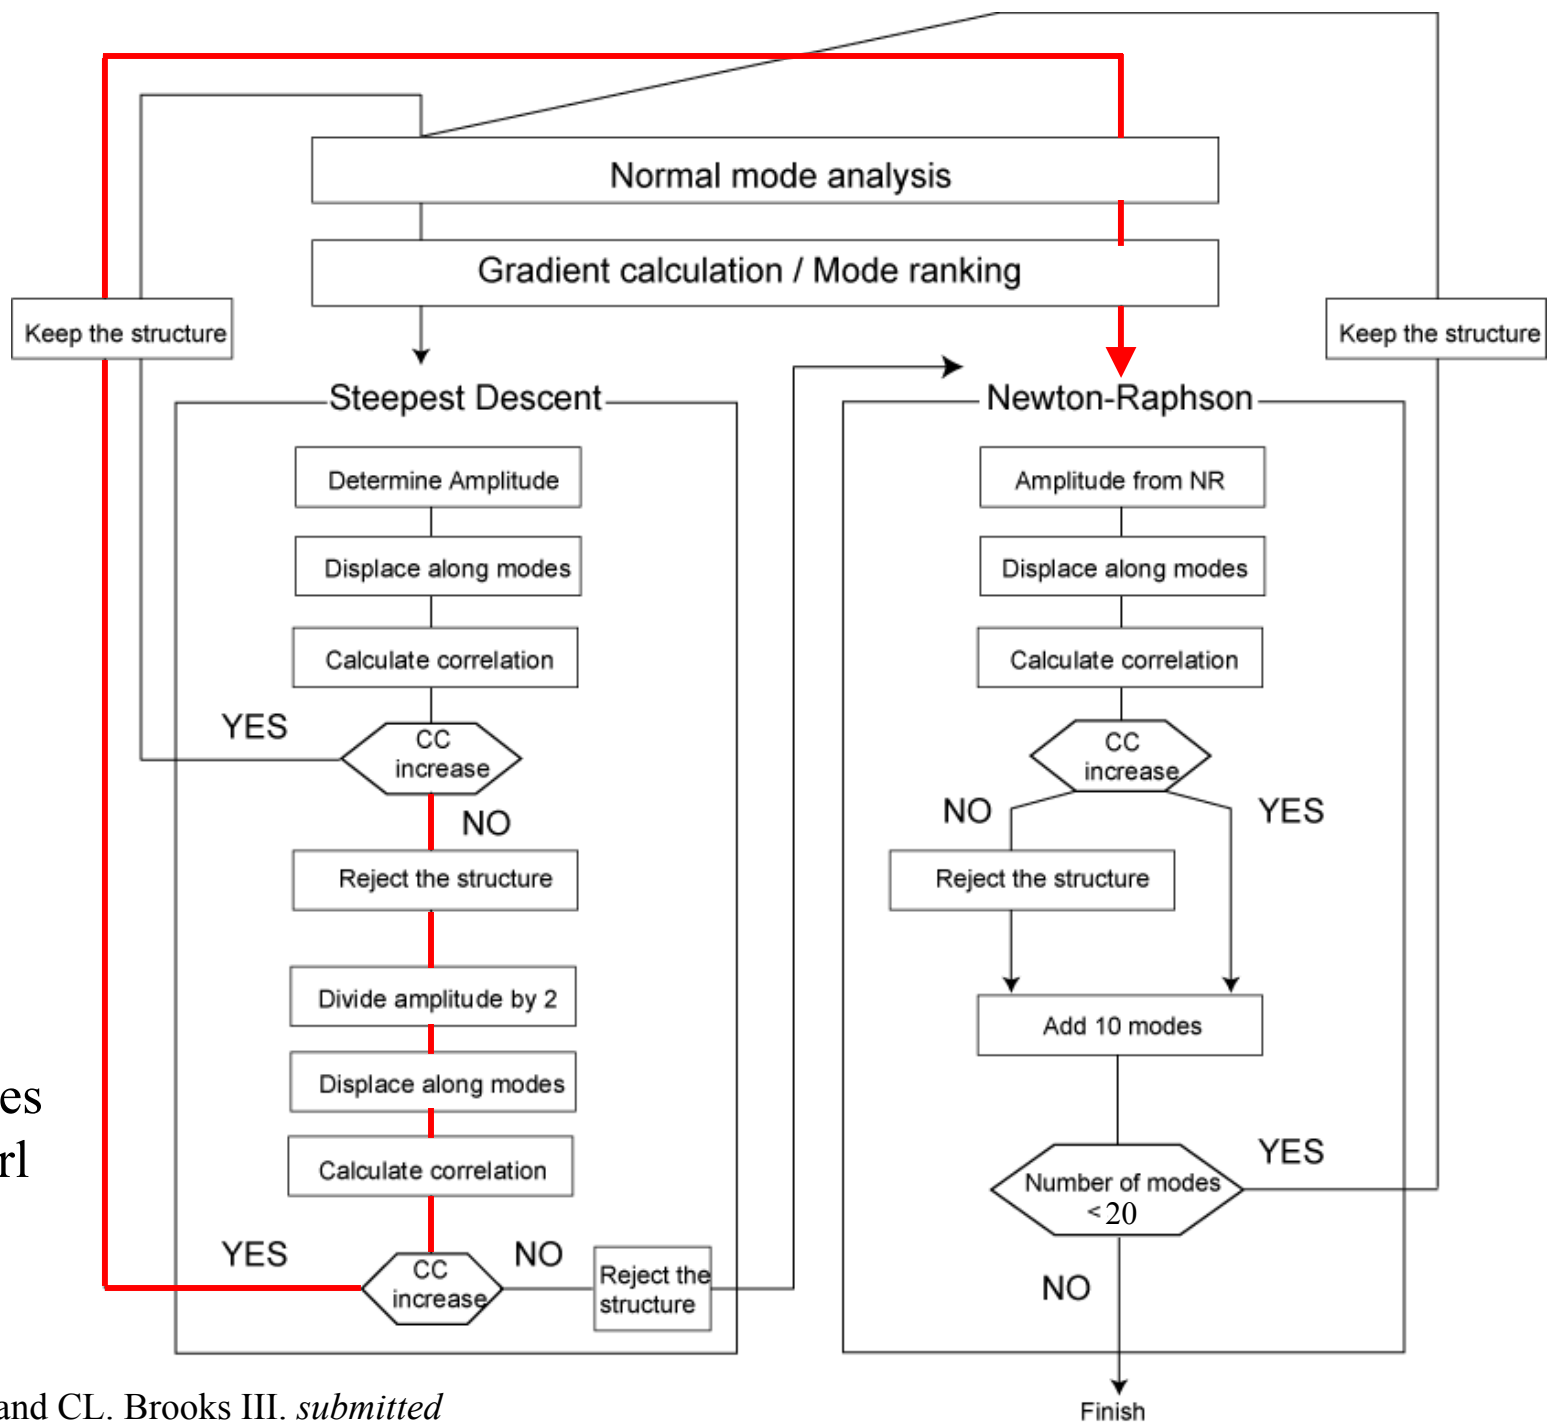 Normal mode analysis
Gradient calculation / Mode ranking
Keep the structure
Keep the structure
Steepest Descent
Determine Amplitude
Displace along modes
Calculate correlation
YES
CC
increase
NO
Reject the structure
Divide amplitude by 2
Displace along modes
Calculate correlation
YES
CC
increase
NO
Reject the
structure
Newton-Raphson
Amplitude from NR
Displace along modes
Calculate correlation
CC
increase
NO
YES
Reject the structure
Add 10 modes
Number of modes
<20
YES
NO
Finish
es
rl
and CL. Brooks III. submitted